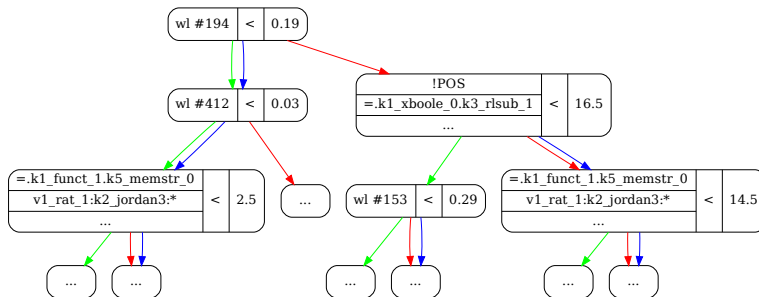 wl #194 < 0.19
wl #412 < 0.03
!POS
=.k1_xboole_0.k3_rlsub_1
...
< 16.5
=.k1_funct_1.k5_memstr_0
v1_rat_1:k2_jordan3:*
...
< 2.5
...
wl #153 < 0.29
=.k1_funct_1.k5_memstr_0
v1_rat_1:k2_jordan3:*
...
< 14.5
... ... ... ... ... ...